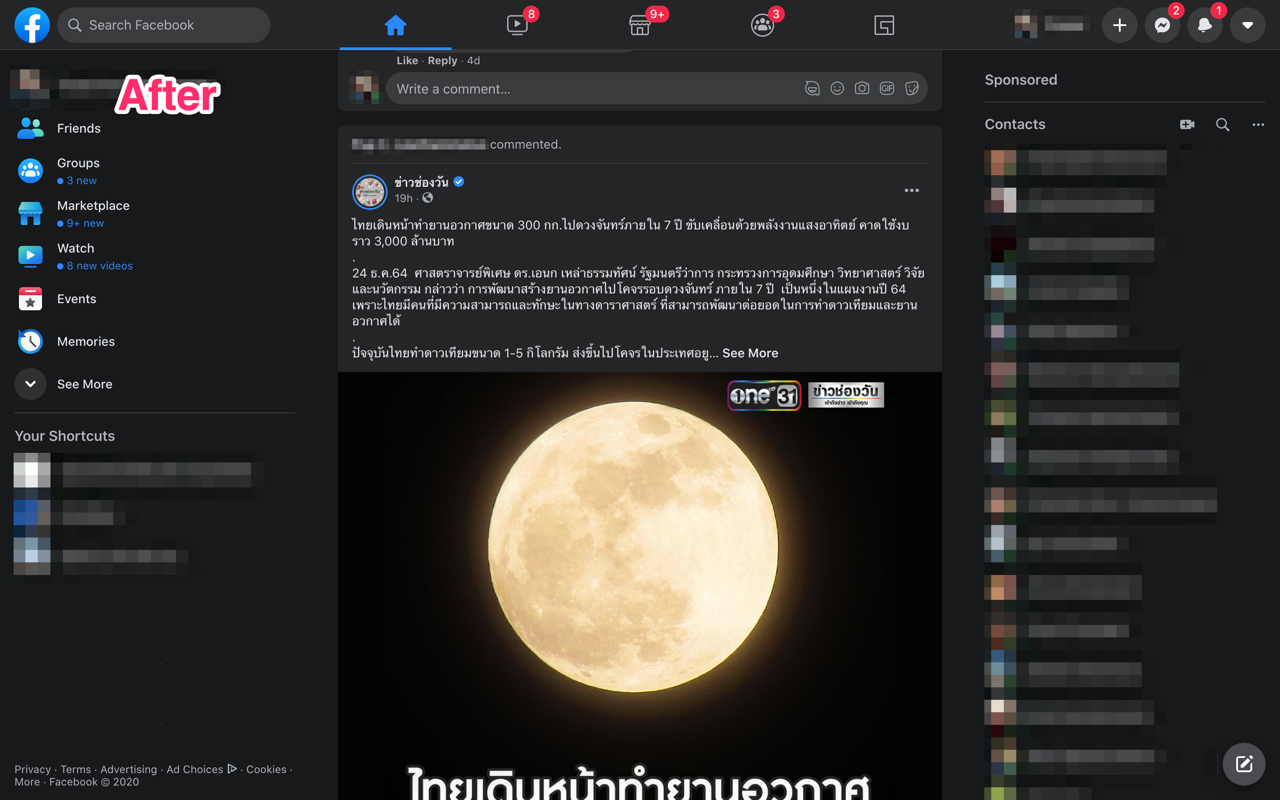 Search Facebook
8
9+
3
2
1
After
Friends
Groups
3 new
Marketplace
9+ new
Watch
8 new videos
Events
Memories
See More
Your Shortcuts
Privacy · Terms · Advertising · Ad Choices · Cookies ·
More · Facebook © 2020
Like · Reply · 4d
Write a comment...
GIF
commented.
ข่าวช่องวัน
19h ·
ไทยเดินหน้าทำยานอวกาศขนาด 300 กก.ไปดวงจันทร์ภายใน 7 ปี ขับเคลื่อนด้วยพลังงานแสงอาทิตย์ คาดใช้งบ
ราว 3,000 ล้านบาท
.
24 ธ.ค.64 ศาสตราจารย์พิเศษ ดร.เอนก เหล่าธรรมทัศน์ รัฐมนตรีว่าการ กระทรวงการอุดมศึกษา วิทยาศาสตร์ วิจัย
และนวัตกรรม กล่าวว่า การพัฒนาสร้างยานอวกาศไปโคจรรอบดวงจันทร์ ภายใน 7 ปี เป็นหนึ่งในแผนงานปี 64
เพราะไทยมีคนที่มีความสามารถและทักษะในทางดาราศาสตร์ ที่สามารถพัฒนาต่อยอดในการทำดาวเทียมและยาน
อวกาศได้
.
ปัจจุบันไทยทำดาวเทียมขนาด 1-5 กิโลกรัม ส่งขึ้นไปโคจรในประเทศอยู... See More
one 31
ข่าวช่องวัน
ไทยเดินหน้าทำยานอวกาศ
Sponsored
Contacts